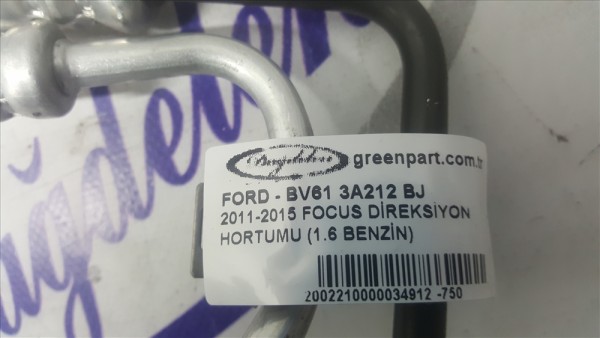 ağdelen
greenpart.com.tr
FORD - BV61 3A212 BJ
2011-2015 FOCUS DİREKSİYON
HORTUMU (1.6 BENZİN)
2002210000034912 -750